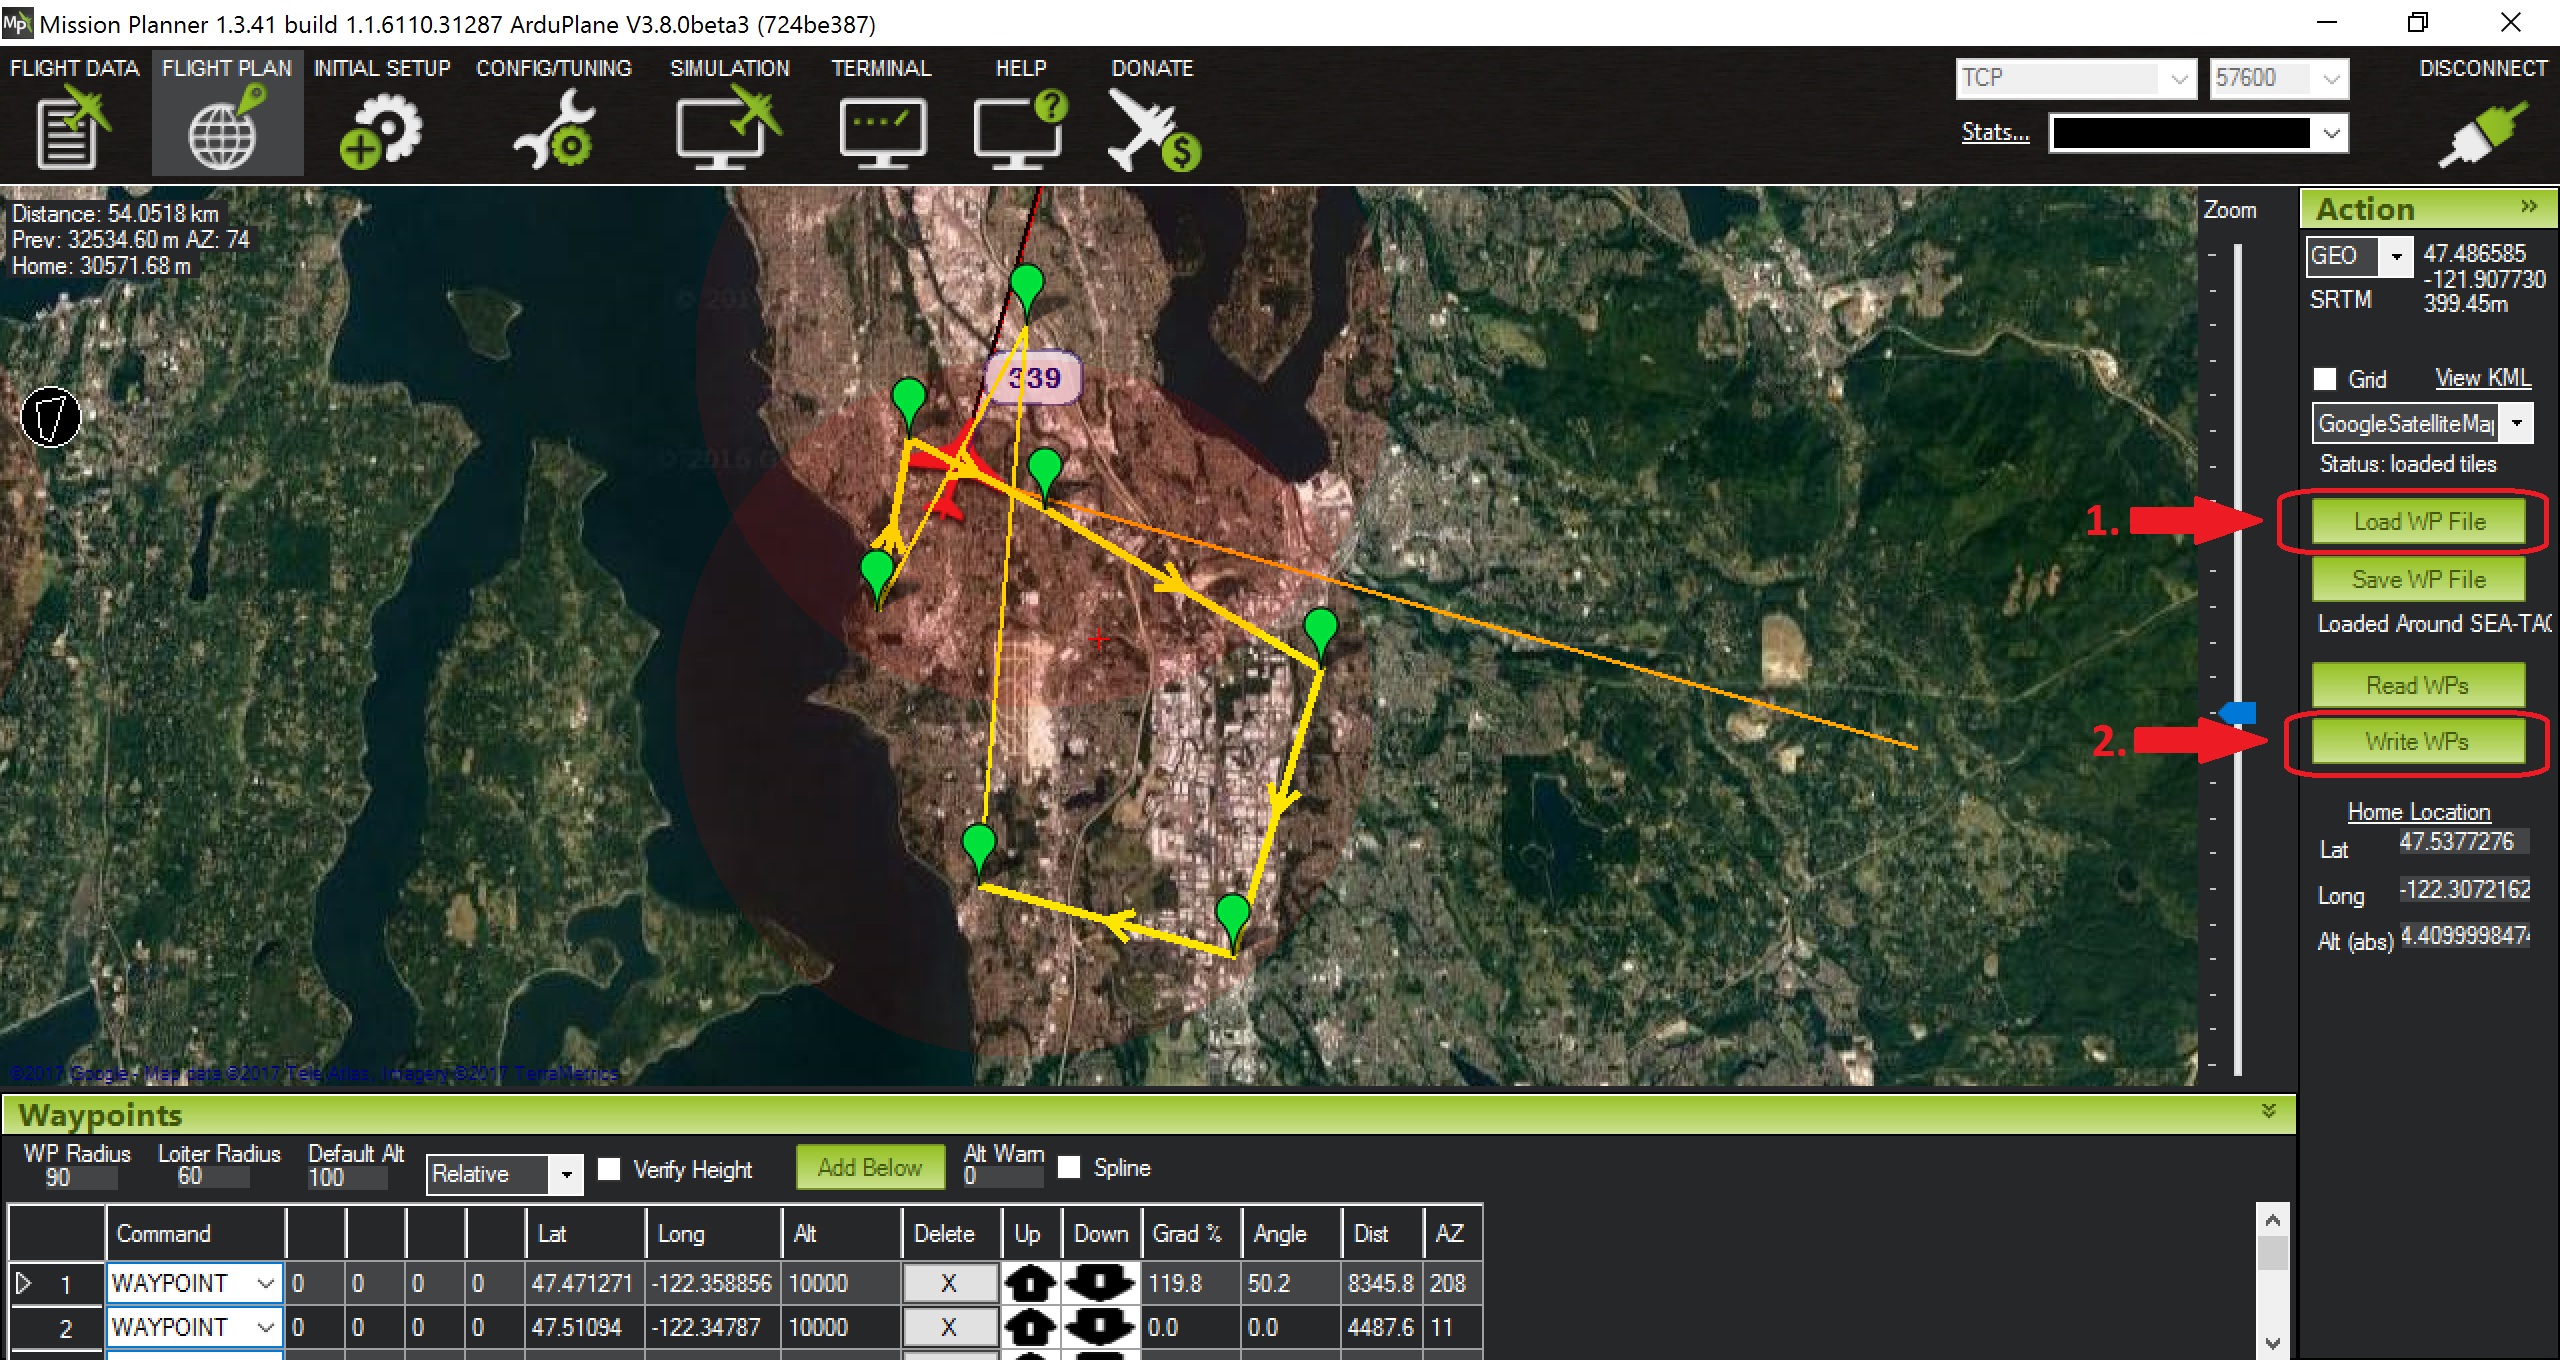 Mission Planner 1.3.41 build 1.1.6110.31287 ArduPlane V3.8.0beta3 (724be387)
FLIGHT DATA FLIGHT PLAN INITIAL SETUP CONFIG/TUNING SIMULATION TERMINAL HELP DONATE
TCP 57600 DISCONNECT
Stats...
Distance: 54.0518 km
Prev: 32534.60 m AZ: 74
Home: 30571.68 m
339
Zoom
Action
GEO 47.486585
-121.907730
SRTM 399.45m
Grid View KML
GoogleSatelliteMap
Status: loaded tiles
1. Load WP File
Save WP File
Loaded Around SEA-TAC
Read WPs
2. Write WPs
Home Location
Lat 47.5377276
Long -122.3072162
Alt (abs) 4.4099998474
©2017 Google - Map data ©2017 Tele Atlas, Imagery ©2017 TerraMetrics
Waypoints
WP Radius Loiter Radius Default Alt Alt Warn
90 60 100 Relative Verify Height Add Below 0 Spline
Command Lat Long Alt Delete Up Down Grad % Angle Dist AZ
1 WAYPOINT 0 0 0 0 47.471271 -122.358856 10000 X 119.8 50.2 8345.8 208
2 WAYPOINT 0 0 0 0 47.51094 -122.34787 10000 X 0.0 0.0 4487.6 11